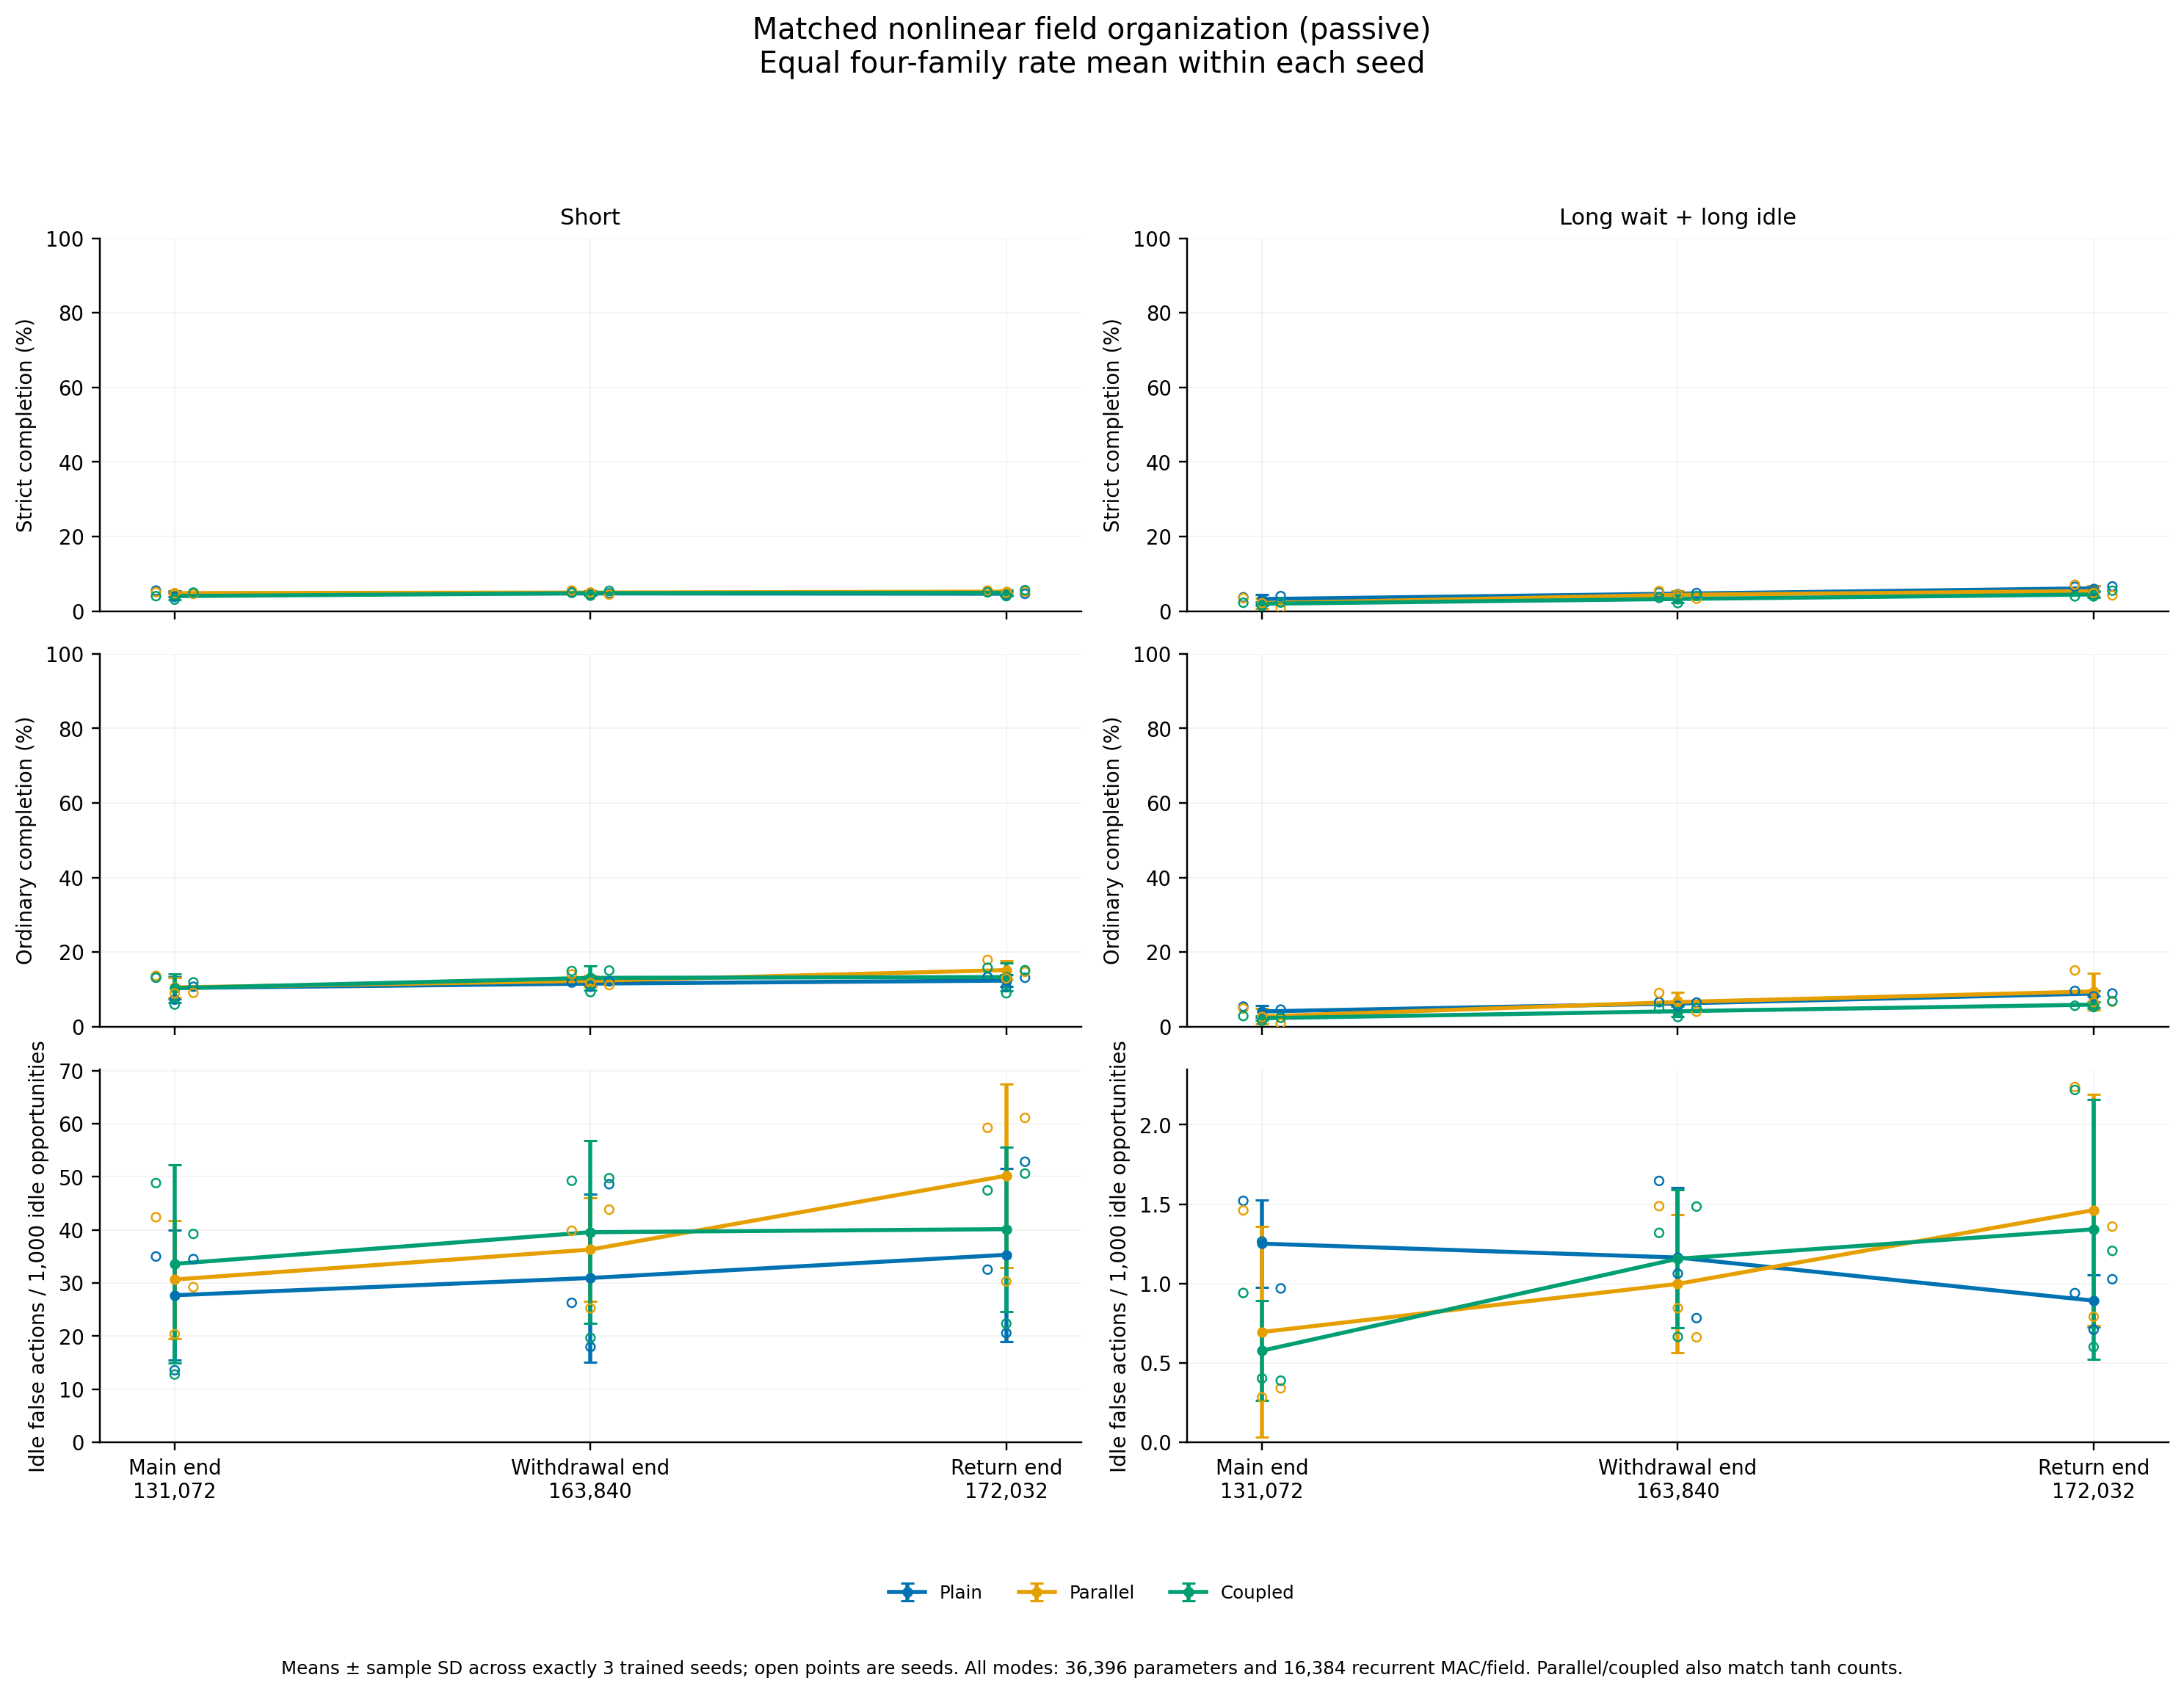 Matched nonlinear field organization (passive)
Equal four-family rate mean within each seed
Short
Strict completion (%)
100
80
60
40
20
0
Long wait + long idle
Strict completion (%)
100
80
60
40
20
0
Ordinary completion (%)
100
80
60
40
20
0
Ordinary completion (%)
100
80
60
40
20
0
Idle false actions / 1,000 idle opportunities
70
60
50
40
30
20
10
0
Main end
131,072
Withdrawal end
163,840
Return end
172,032
Idle false actions / 1,000 idle opportunities
2.0
1.5
1.0
0.5
0.0
Main end
131,072
Withdrawal end
163,840
Return end
172,032
Plain
Parallel
Coupled
Means ± sample SD across exactly 3 trained seeds; open points are seeds. All modes: 36,396 parameters and 16,384 recurrent MAC/field. Parallel/coupled also match tanh counts.